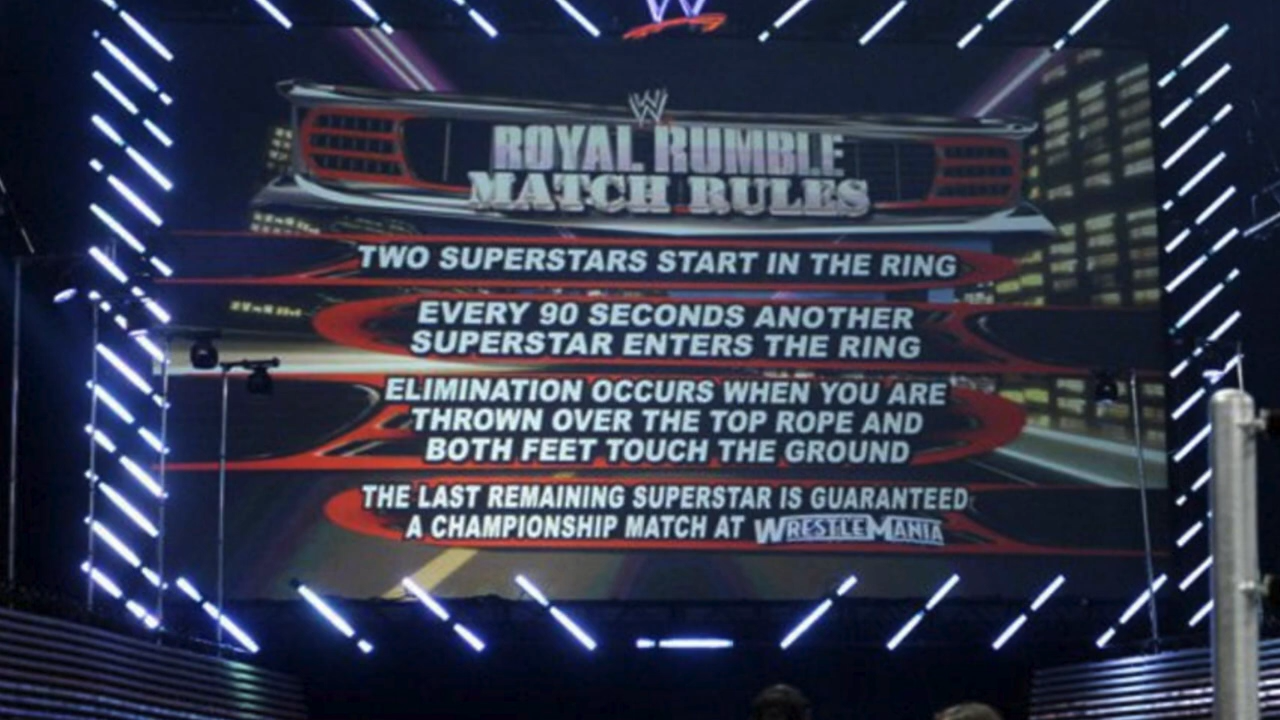 W
ROYAL RUMBLE
MATCH RULES
TWO SUPERSTARS START IN THE RING
EVERY 90 SECONDS ANOTHER
SUPERSTAR ENTERS THE RING
ELIMINATION OCCURS WHEN YOU ARE
THROWN OVER THE TOP ROPE AND
BOTH FEET TOUCH THE GROUND
THE LAST REMAINING SUPERSTAR IS GUARANTEED
A CHAMPIONSHIP MATCH AT WRESTLEMANIA